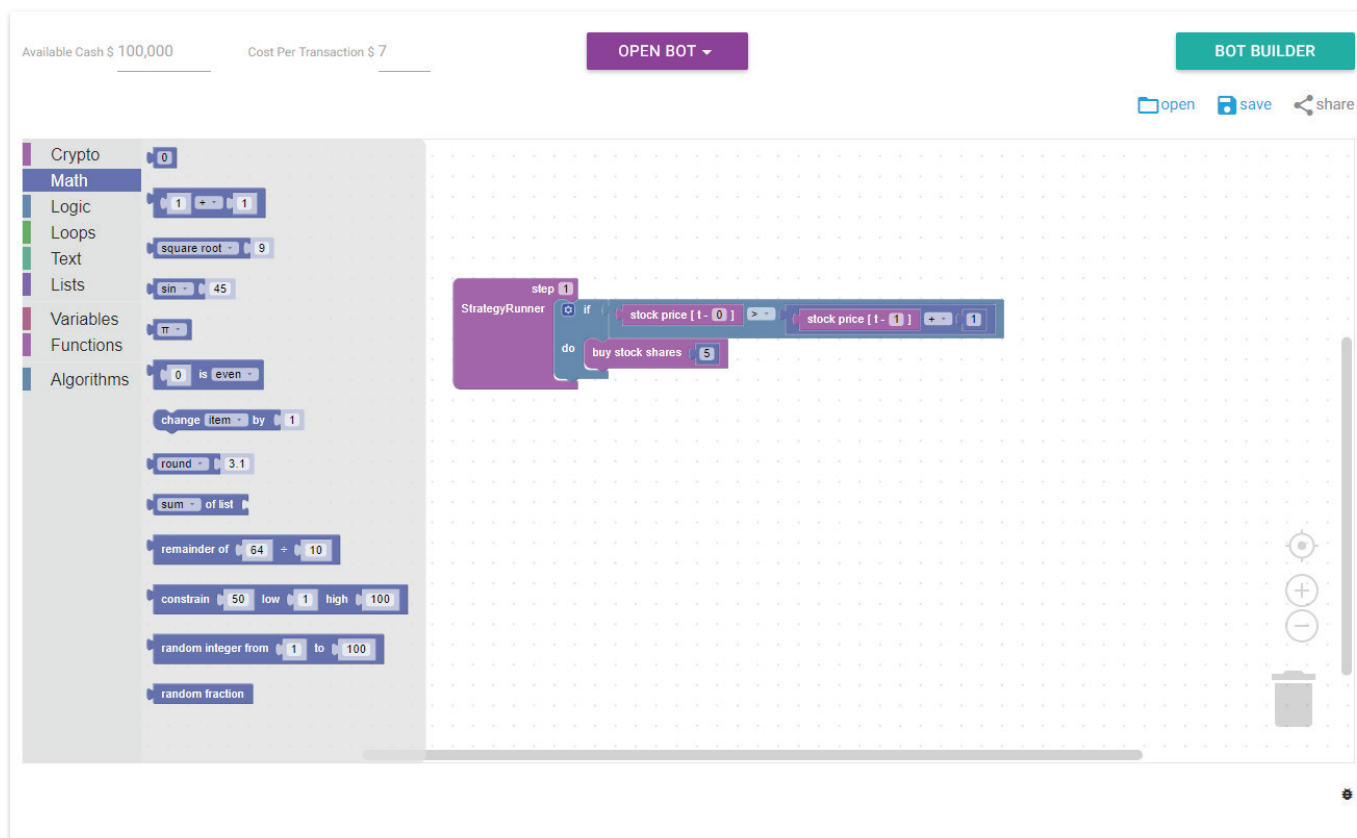 Available Cash $ 100,000 Cost Per Transaction $ 7 OPEN BOT BOT BUILDER
open save share
Crypto
Math
Logic
Loops
Text
Lists
Variables
Functions
Algorithms
0
1 + 1
square root 9
sin 45
π
0 is even
change item by 1
round 3.1
sum of list
remainder of 64 ÷ 10
constrain 50 low 1 high 100
random integer from 1 to 100
random fraction
step 1
StrategyRunner if stock price [ t - 0 ] > stock price [ t - 1 ] + 1
do buy stock shares 5